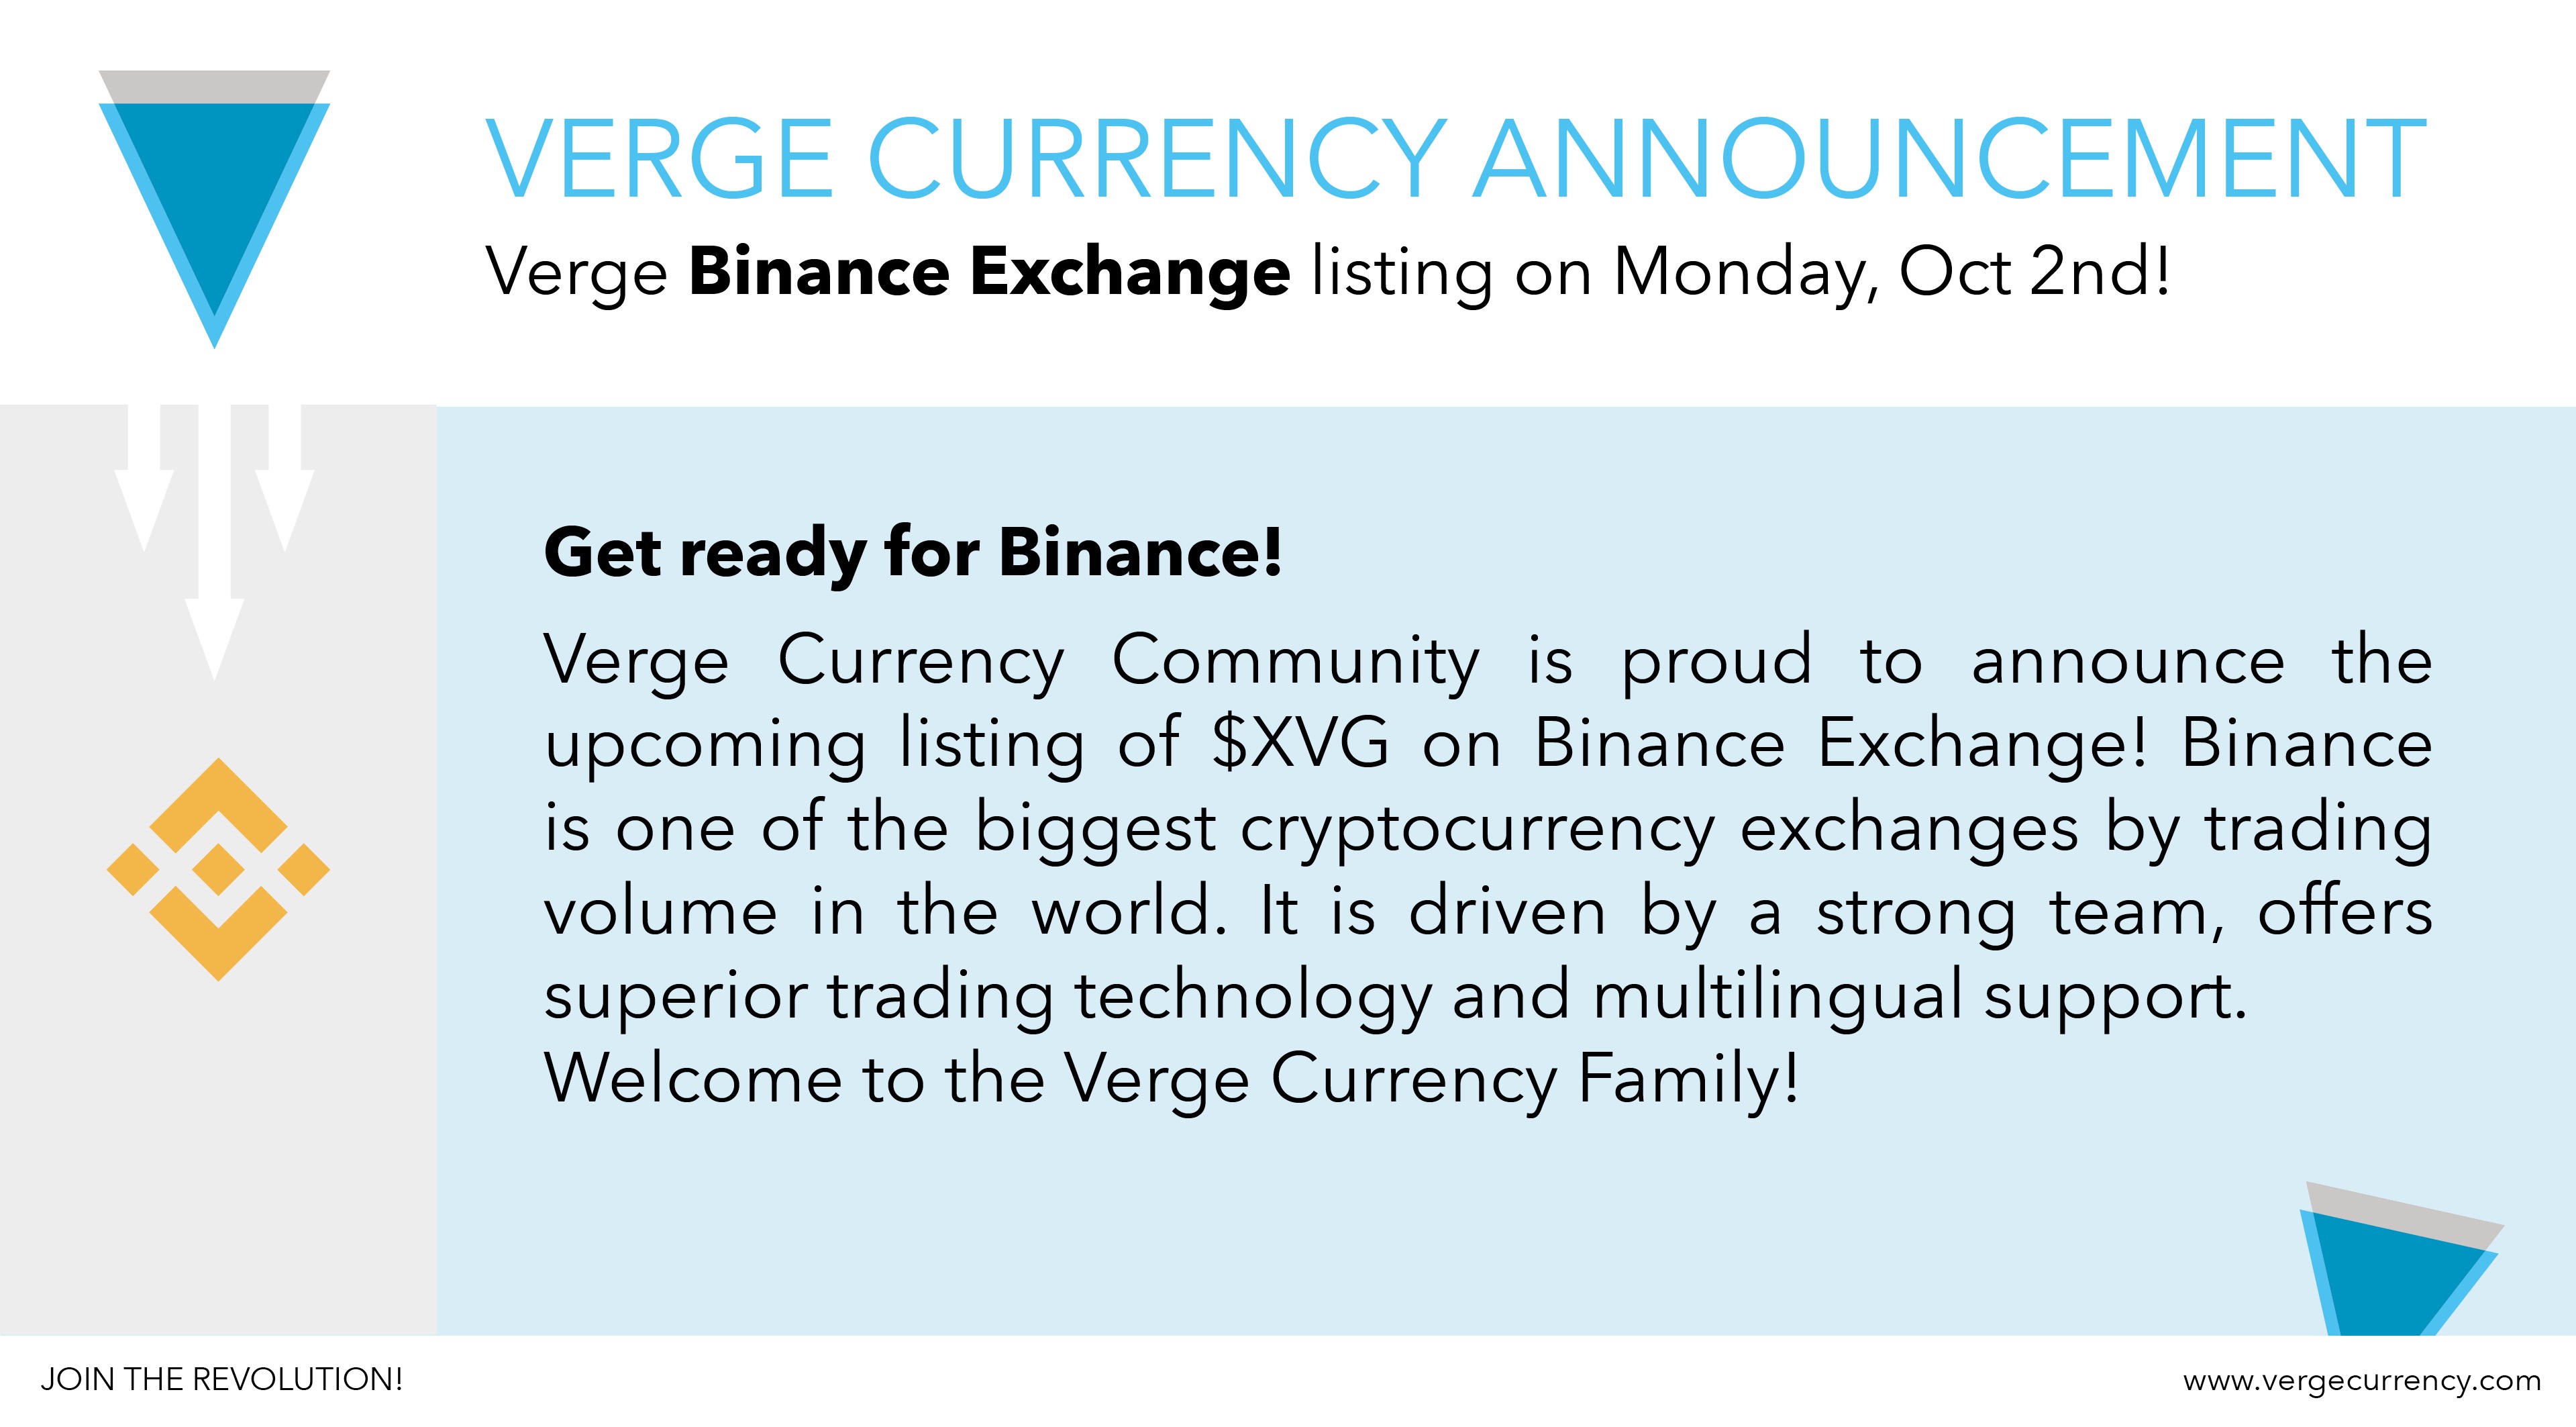 VERGE CURRENCY ANNOUNCEMENT
Verge Binance Exchange listing on Monday, Oct 2nd!
Get ready for Binance!
Verge Currency Community is proud to announce the
upcoming listing of $XVG on Binance Exchange! Binance
is one of the biggest cryptocurrency exchanges by trading
volume in the world. It is driven by a strong team, offers
superior trading technology and multilingual support.
Welcome to the Verge Currency Family!
JOIN THE REVOLUTION!
www.vergecurrency.com